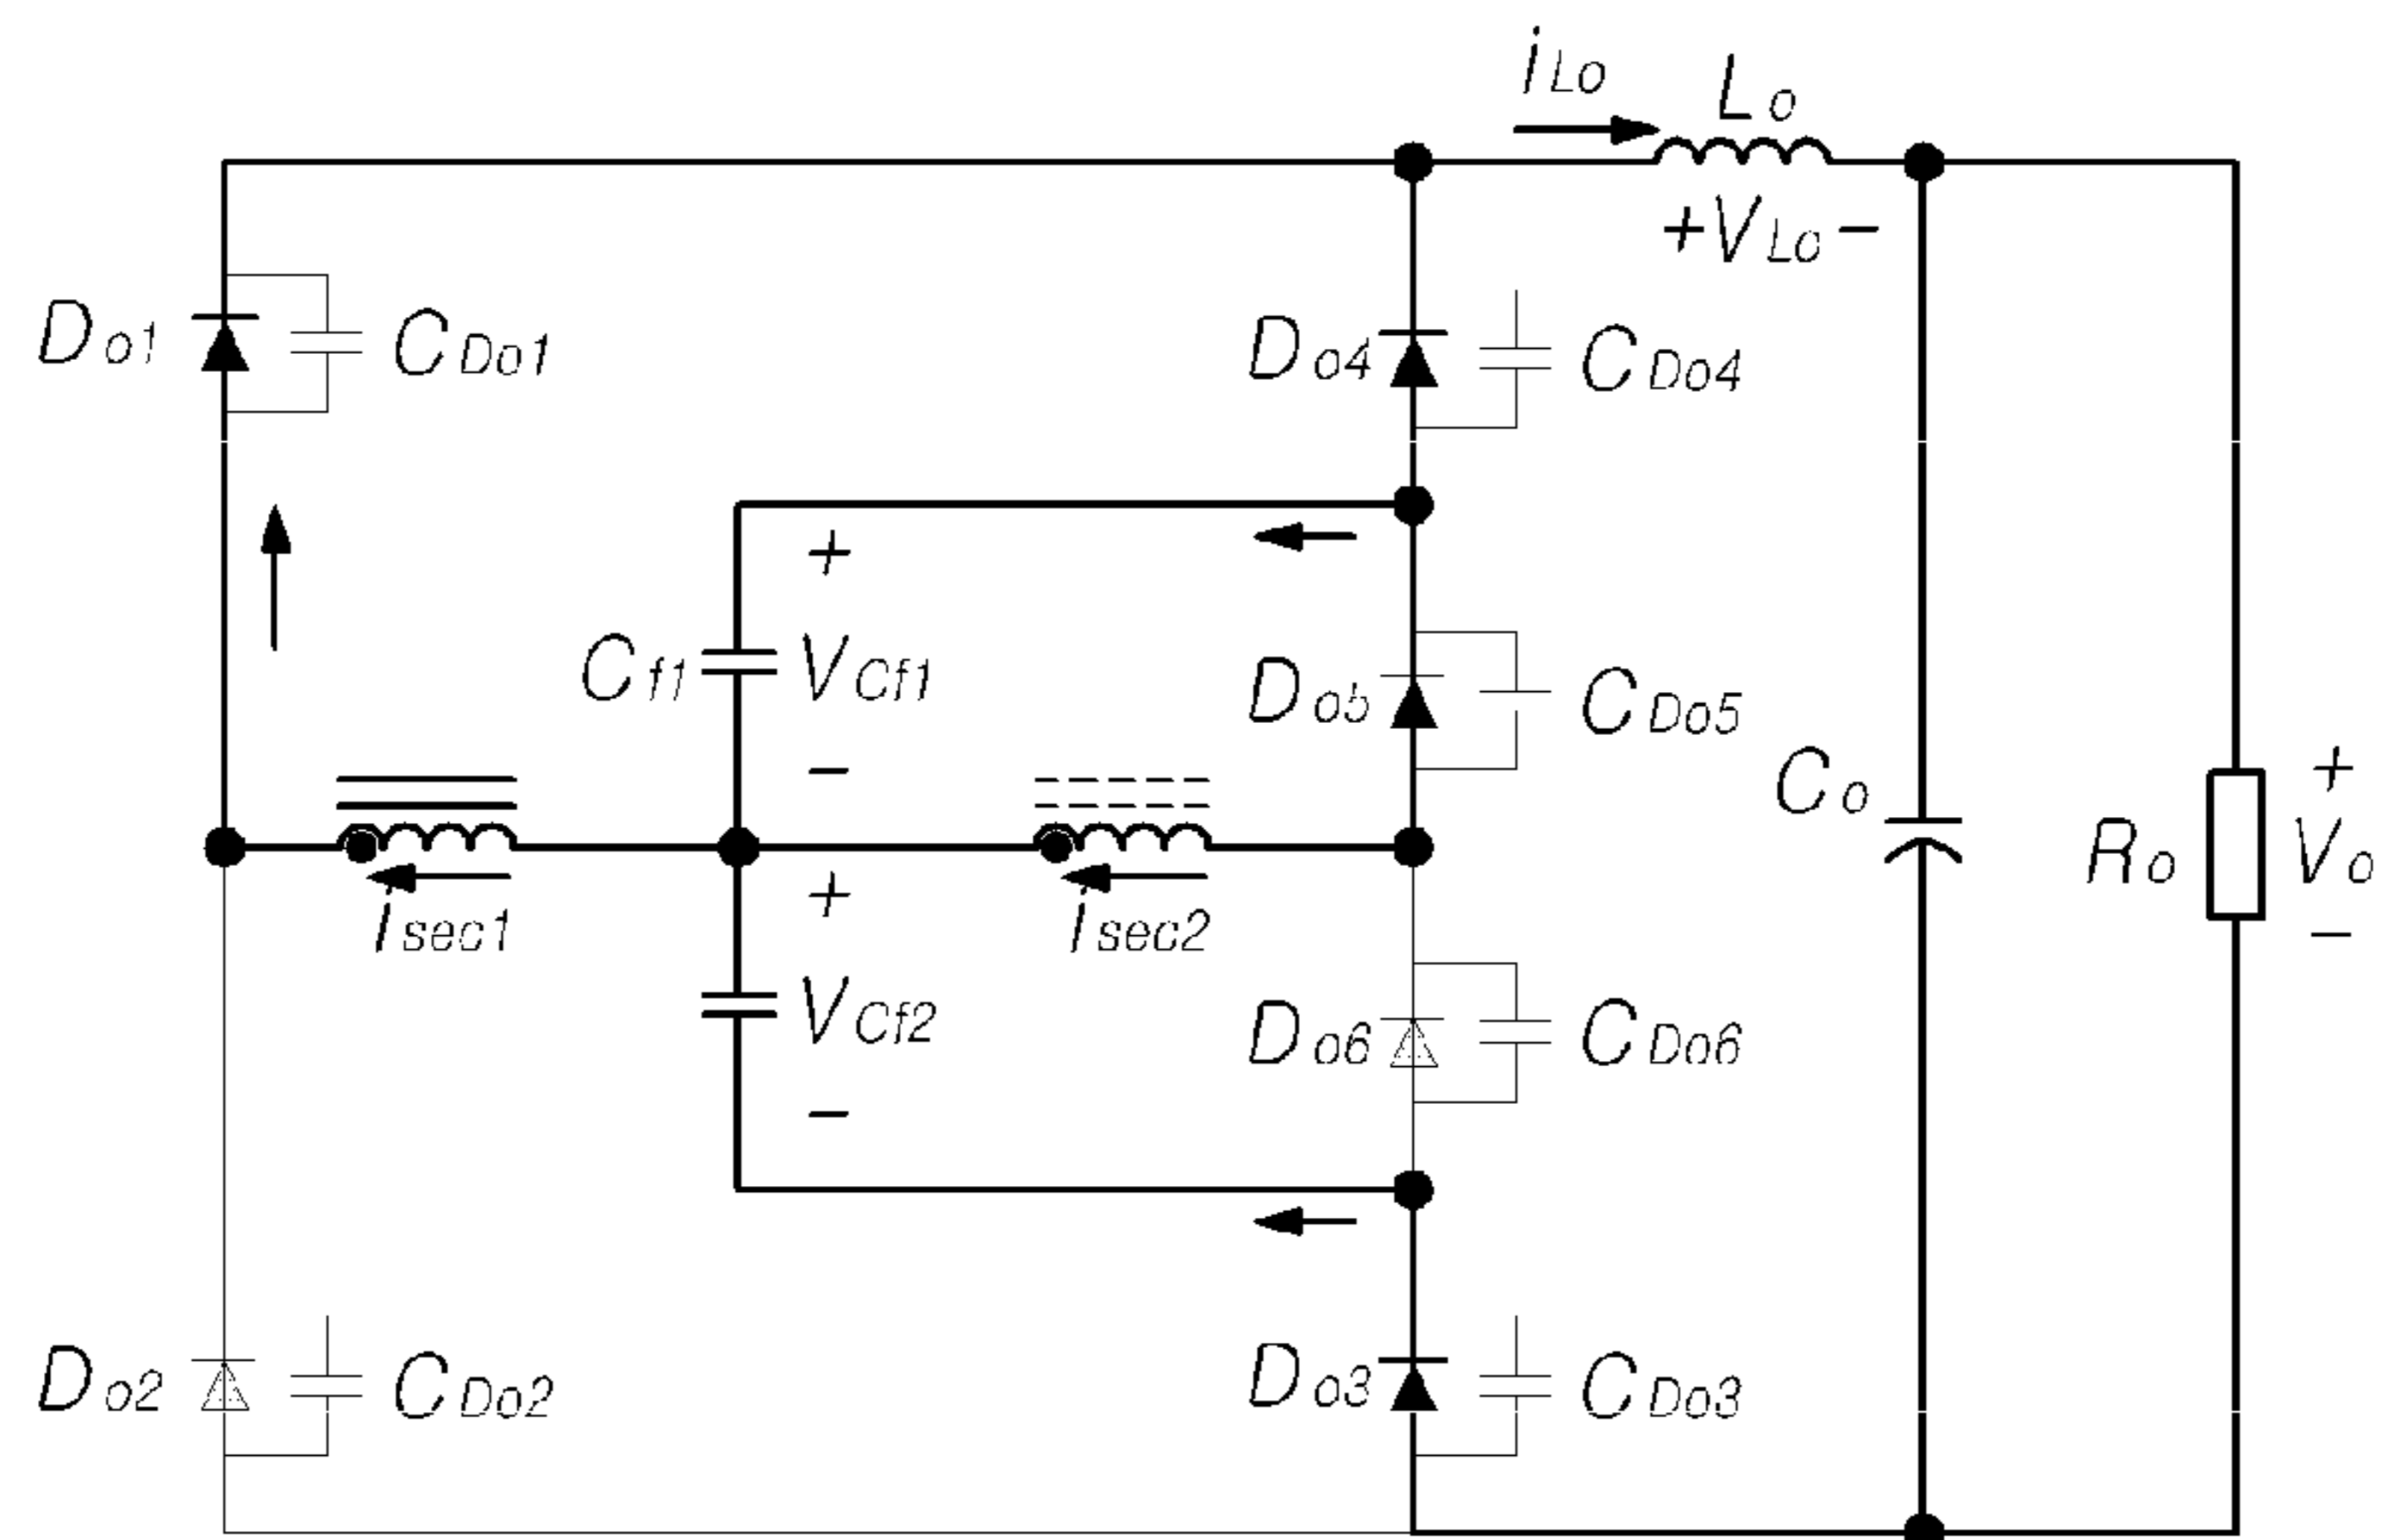 iLo
Lo
+VLo−
Do1
CDo1
Do4
CDo4
+
Cf1
VCf1
−
Do5
CDo5
isec1
isec2
+
VCf2
−
Do6
CDo6
Co
Ro
+
Vo
−
Do2
CDo2
Do3
CDo3